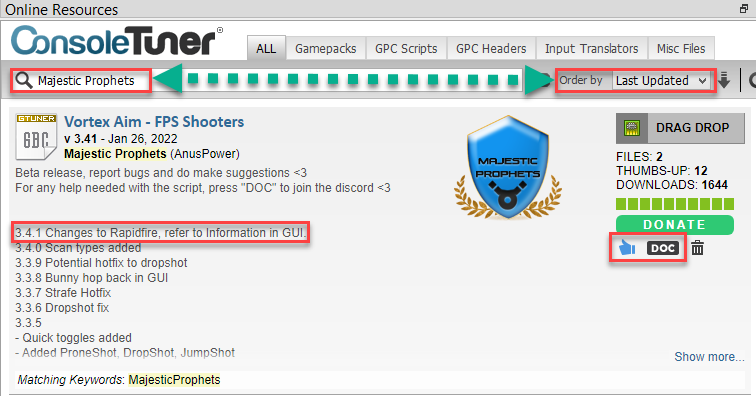 Online Resources
ConsoleTuner®
ALL Gamepacks GPC Scripts GPC Headers Input Translators Misc Files
Majestic Prophets Order by Last Updated
GTUNER
GBC
Vortex Aim - FPS Shooters
v 3.41 - Jan 26, 2022
Majestic Prophets (AnusPower)
Beta release, report bugs and do make suggestions <3
For any help needed with the script, press "DOC" to join the discord <3
3.4.1 Changes to Rapidfire, refer to Information in GUI.
3.4.0 Scan types added
3.3.9 Potential hotfix to dropshot
3.3.8 Bunny hop back in GUI
3.3.7 Strafe Hotfix
3.3.6 Dropshot fix
3.3.5
- Quick toggles added
- Added ProneShot, DropShot, JumpShot
MAJESTIC
PROPHETS
DRAG DROP
FILES: 2
THUMBS-UP: 12
DOWNLOADS: 1644
DONATE
DOC
Show more...
Matching Keywords: MajesticProphets